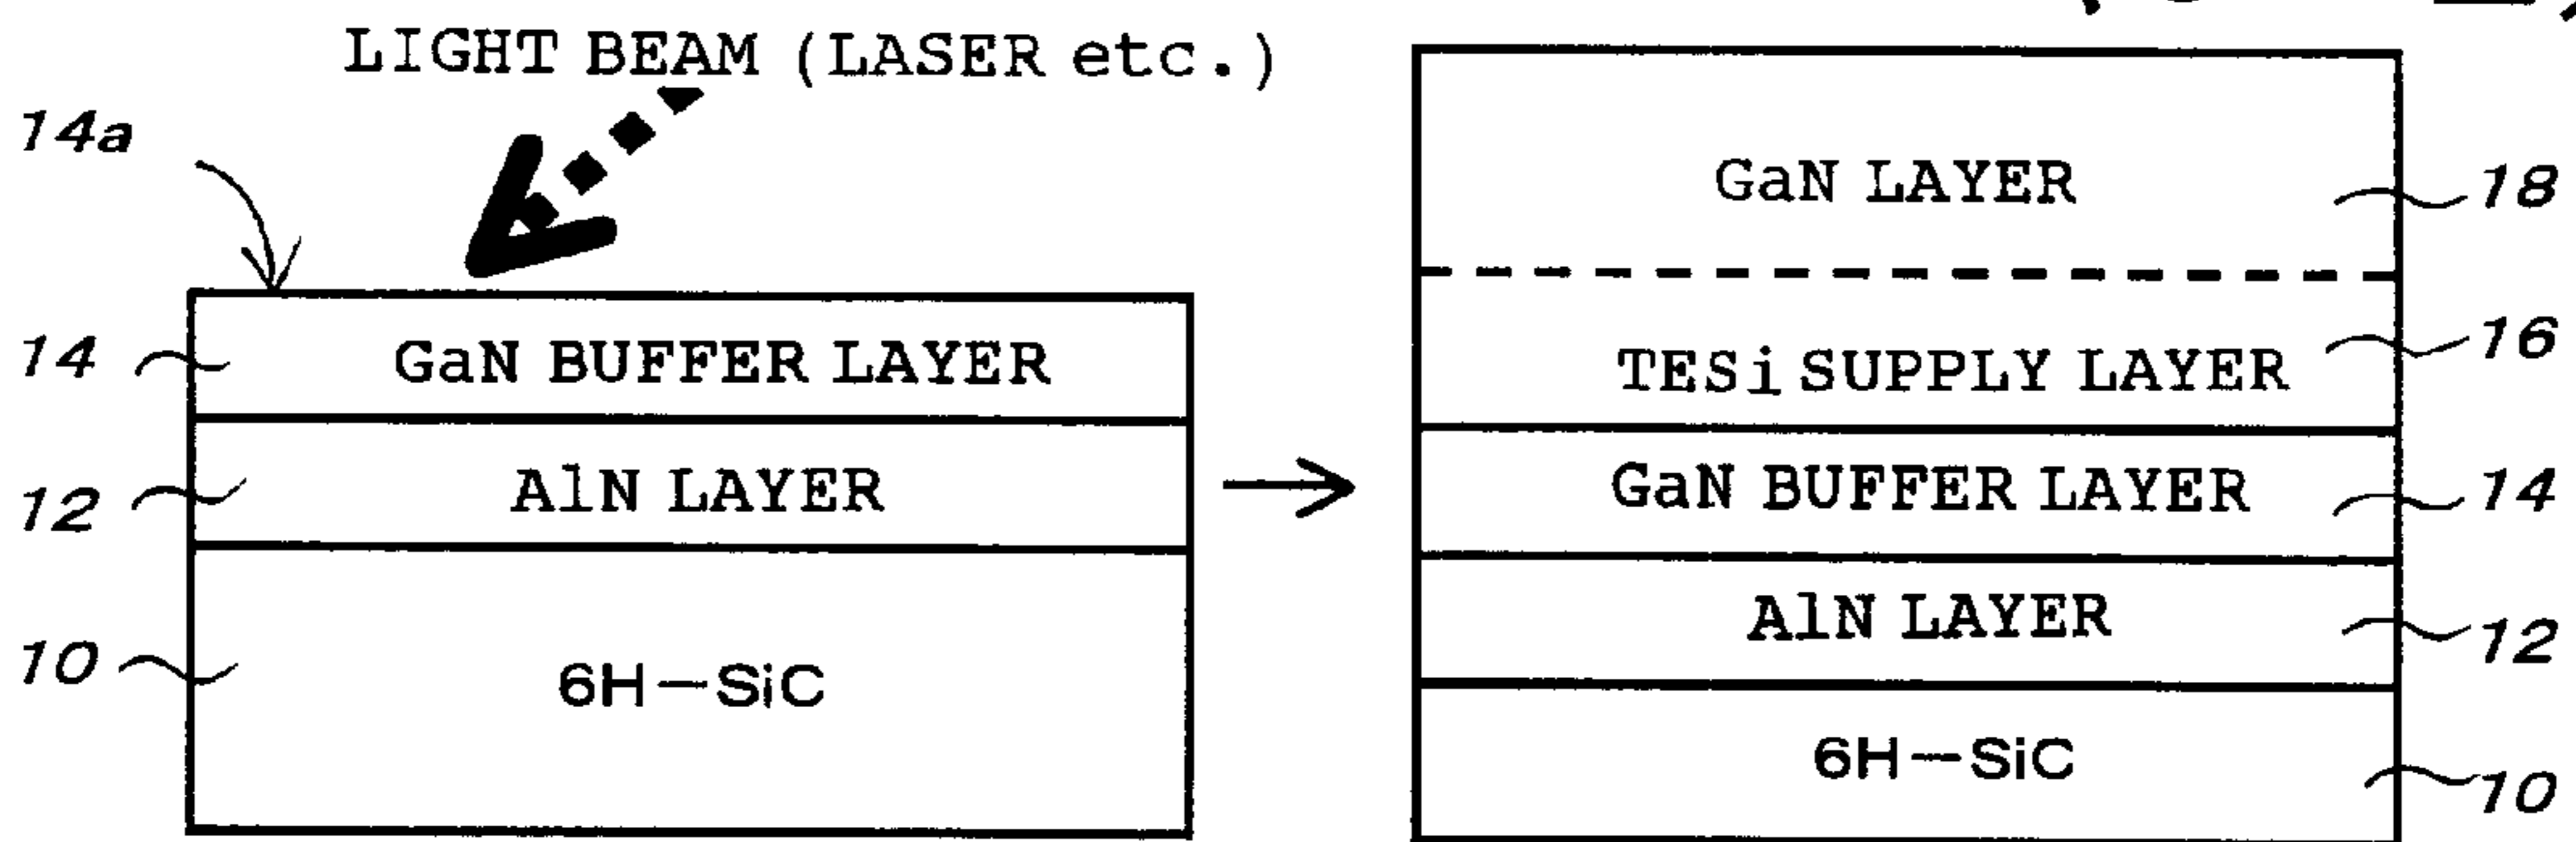 LIGHT BEAM (LASER etc.)
14a
14
GaN BUFFER LAYER
12
AlN LAYER
10
6H-SiC
GaN LAYER
18
TESi SUPPLY LAYER
16
GaN BUFFER LAYER
14
AlN LAYER
12
6H-SiC
10